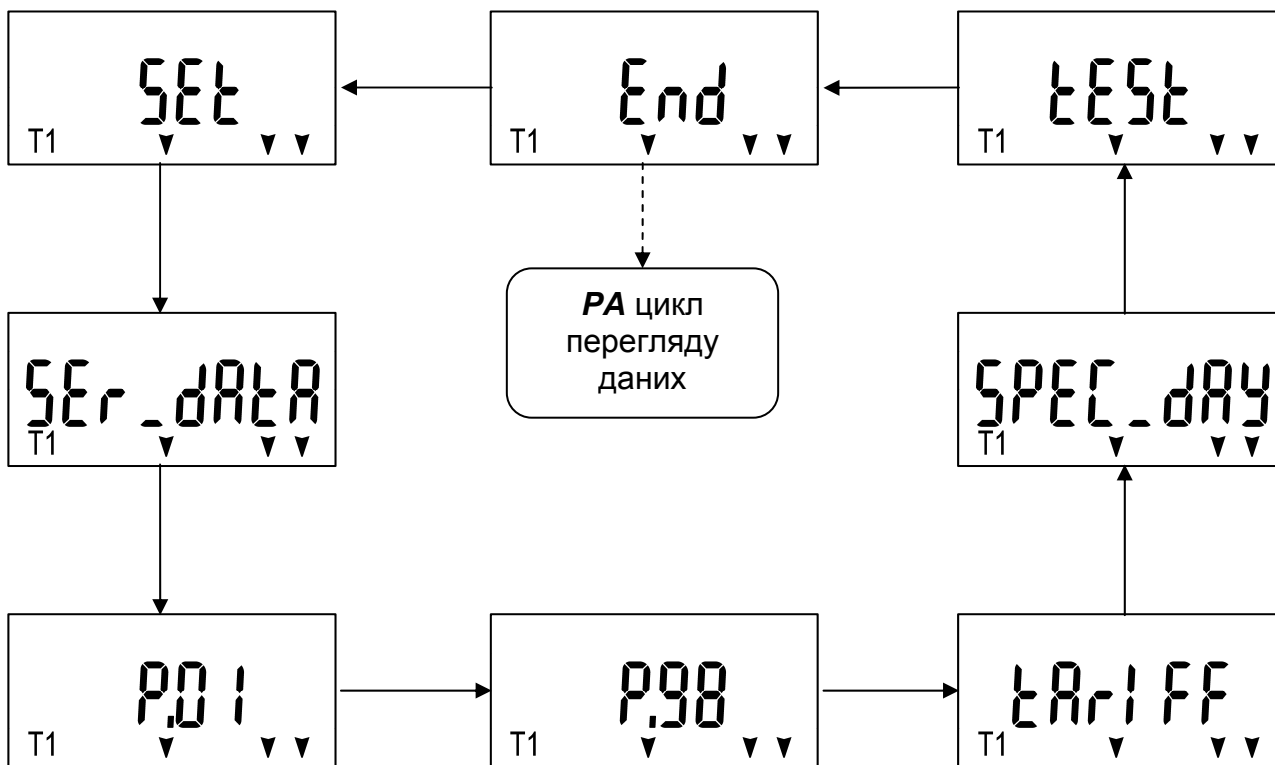 SEt
T1
End
T1
tESt
T1
PA цикл
перегляду
даних
SEr_dAtA
T1
SPEC_dAY
T1
P.01
T1
P.98
T1
tArIFF
T1